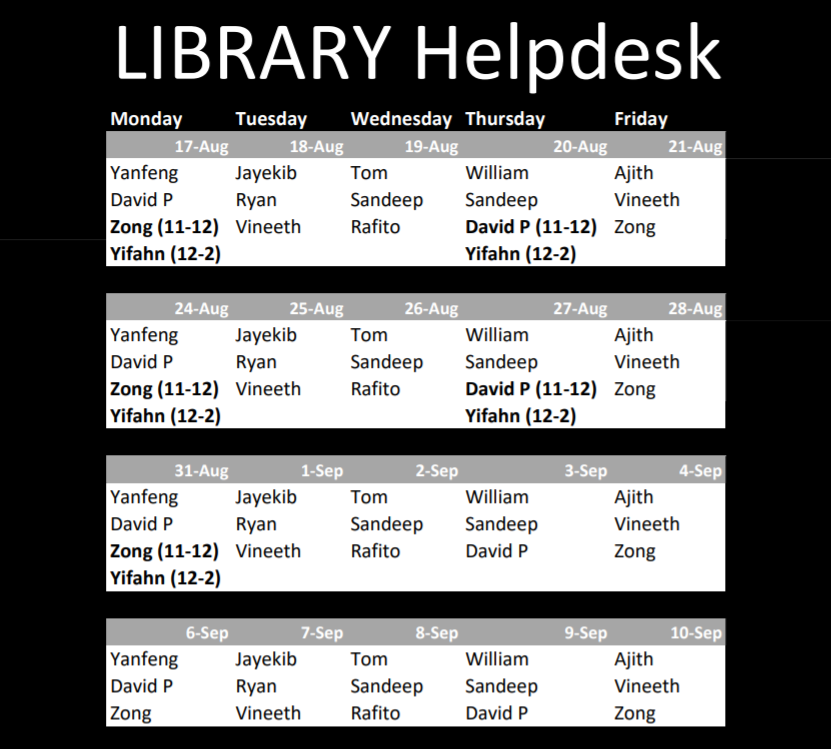 LIBRARY Helpdesk
Monday Tuesday Wednesday Thursday Friday
17-Aug 18-Aug 19-Aug 20-Aug 21-Aug
Yanfeng Jayekib Tom William Ajith
David P Ryan Sandeep Sandeep Vineeth
Zong (11-12) Vineeth Rafito David P (11-12) Zong
Yifahn (12-2) Yifahn (12-2)
24-Aug 25-Aug 26-Aug 27-Aug 28-Aug
Yanfeng Jayekib Tom William Ajith
David P Ryan Sandeep Sandeep Vineeth
Zong (11-12) Vineeth Rafito David P (11-12) Zong
Yifahn (12-2) Yifahn (12-2)
31-Aug 1-Sep 2-Sep 3-Sep 4-Sep
Yanfeng Jayekib Tom William Ajith
David P Ryan Sandeep Sandeep Vineeth
Zong (11-12) Vineeth Rafito David P Zong
Yifahn (12-2)
6-Sep 7-Sep 8-Sep 9-Sep 10-Sep
Yanfeng Jayekib Tom William Ajith
David P Ryan Sandeep Sandeep Vineeth
Zong Vineeth Rafito David P Zong